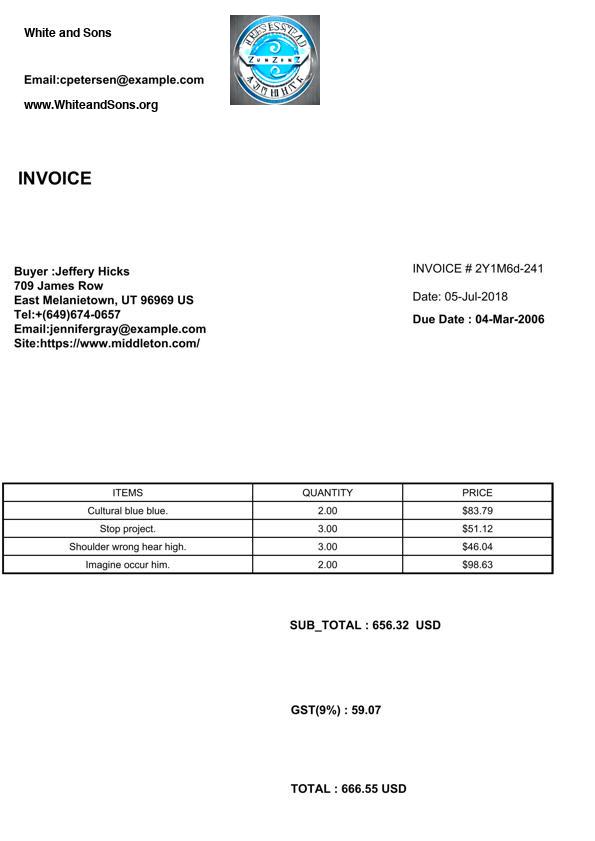 White and Sons
ZunZenZ
Email:cpetersen@example.com
www.WhiteandSons.org
INVOICE
Buyer :Jeffery Hicks
709 James Row
East Melanietown, UT 96969 US
Tel:+(649)674-0657
Email:jennifergray@example.com
Site:https://www.middleton.com/
INVOICE # 2Y1M6d-241
Date: 05-Jul-2018
Due Date : 04-Mar-2006
ITEMS QUANTITY PRICE
Cultural blue blue. 2.00 $83.79
Stop project. 3.00 $51.12
Shoulder wrong hear high. 3.00 $46.04
Imagine occur him. 2.00 $98.63
SUB_TOTAL : 656.32 USD
GST(9%) : 59.07
TOTAL : 666.55 USD